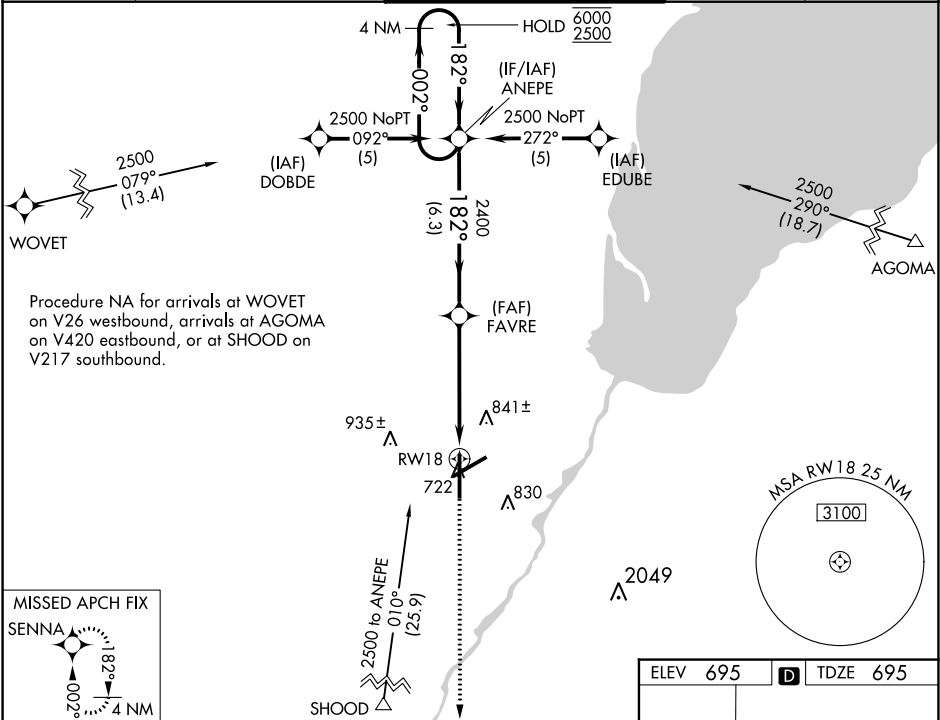 4 NM
HOLD 6000
2500
182°
002°
(IF/IAF)
ANEPE
2500 NoPT
092°
(5)
2500 NoPT
272°
(5)
(IAF)
DOBDE
(IAF)
EDUBE
2500
079°
(13.4)
WOVET
2400
182°
(6.3)
2500
290°
(18.7)
AGOMA
Procedure NA for arrivals at WOVET
on V26 westbound, arrivals at AGOMA
on V420 eastbound, or at SHOOD on
V217 southbound.
(FAF)
FAVRE
935±
841±
RW18
722
830
MSA RW18 25 NM
3100
2049
2500 to ANEPE
010°
(25.9)
SHOOD
MISSED APCH FIX
SENNA
182°
002°
4 NM
ELEV 695 D TDZE 695